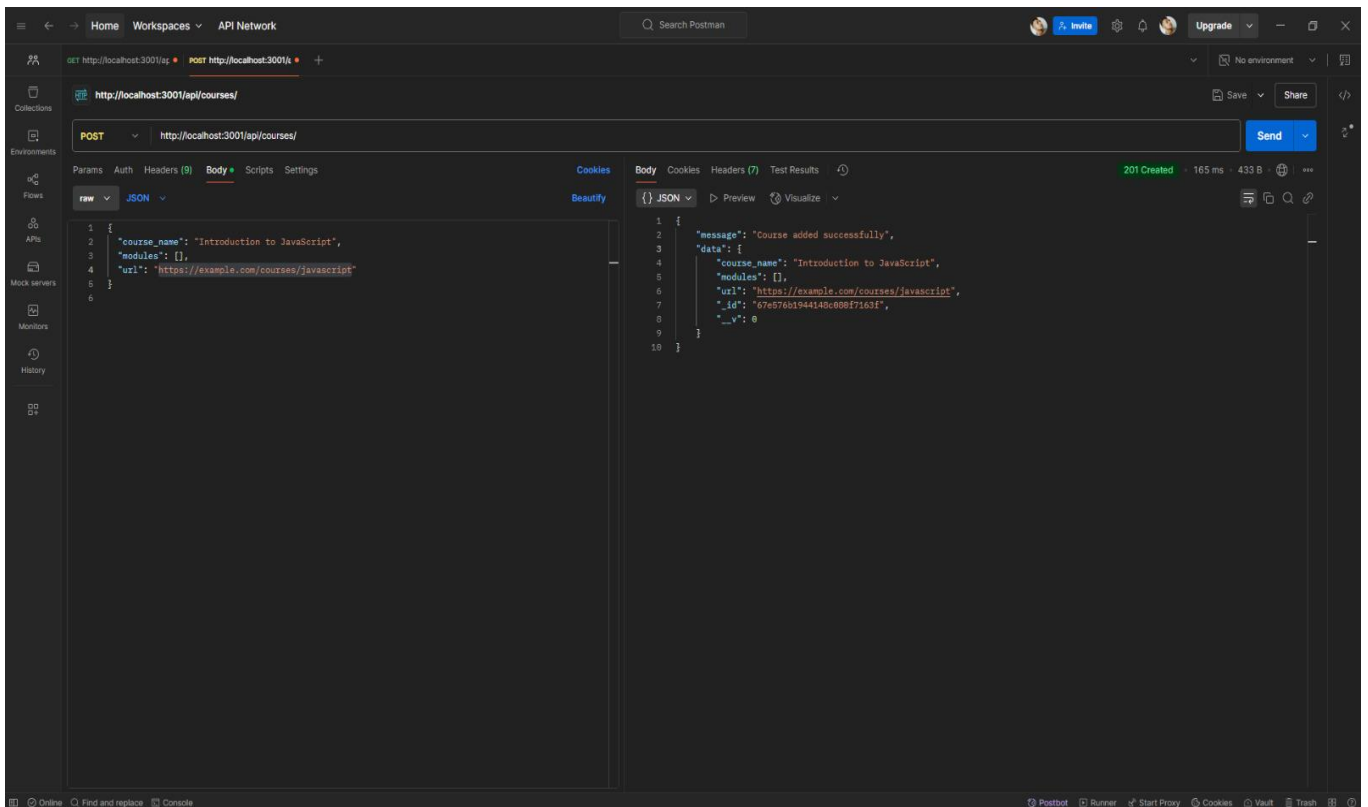 Home Workspaces API Network Search Postman Invite Upgrade
GET http://localhost:3001/ap POST http://localhost:3001/a No environment
HTTP http://localhost:3001/api/courses/ Save Share
POST http://localhost:3001/api/courses/ Send
Collections
Environments
Flows
APIs
Mock servers
Monitors
History
Params Auth Headers (9) Body Scripts Settings Cookies
raw JSON Beautify
1 {
2 "course_name": "Introduction to JavaScript",
3 "modules": [],
4 "url": "https://example.com/courses/javascript"
5 }
6
Body Cookies Headers (7) Test Results 201 Created 165 ms 433 B
{} JSON Preview Visualize
1 {
2 "message": "Course added successfully",
3 "data": {
4 "course_name": "Introduction to JavaScript",
5 "modules": [],
6 "url": "https://example.com/courses/javascript",
7
"_id":
8 "__v": 0
9 }
10 }
Online Find and replace Console Postbot Runner Start Proxy Cookies Vault Trash